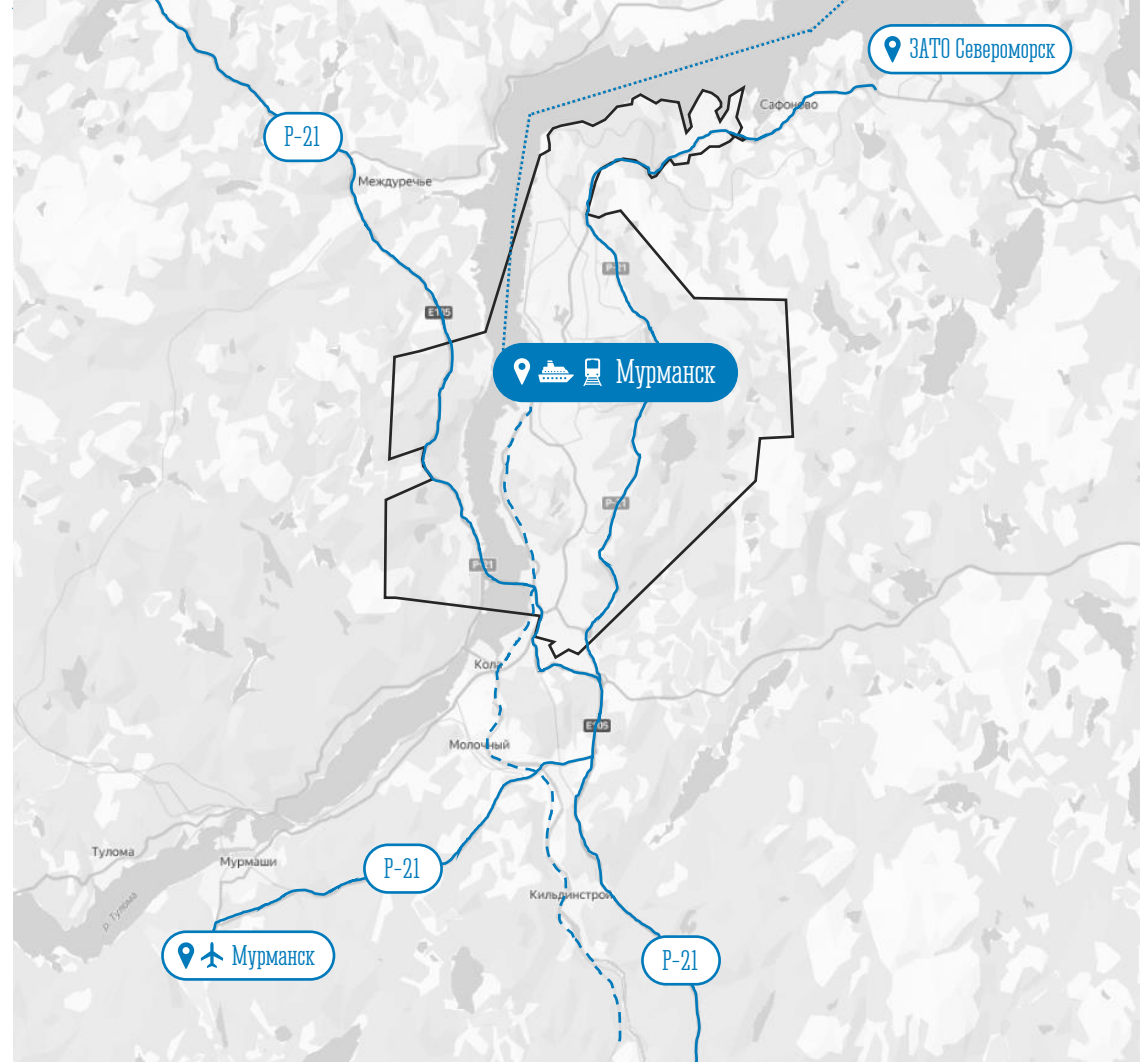 ЗАТО Североморск
Сафоново
Р-21
Междуречье
Р-21
E105
Мурманск
Р-21
Р-21
Кола
E105
Молочный
Тулома
Мурмаши
Р-21
Кильдинстрой
р. Тулома
Мурманск
Р-21